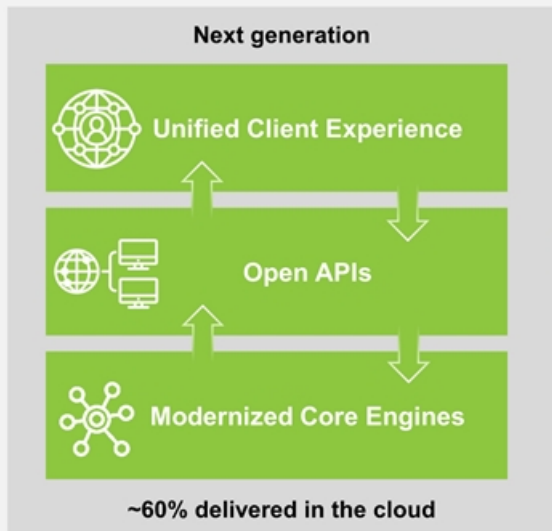 Next generation
Unified Client Experience
Open APIs
Modernized Core Engines
~60% delivered in the cloud